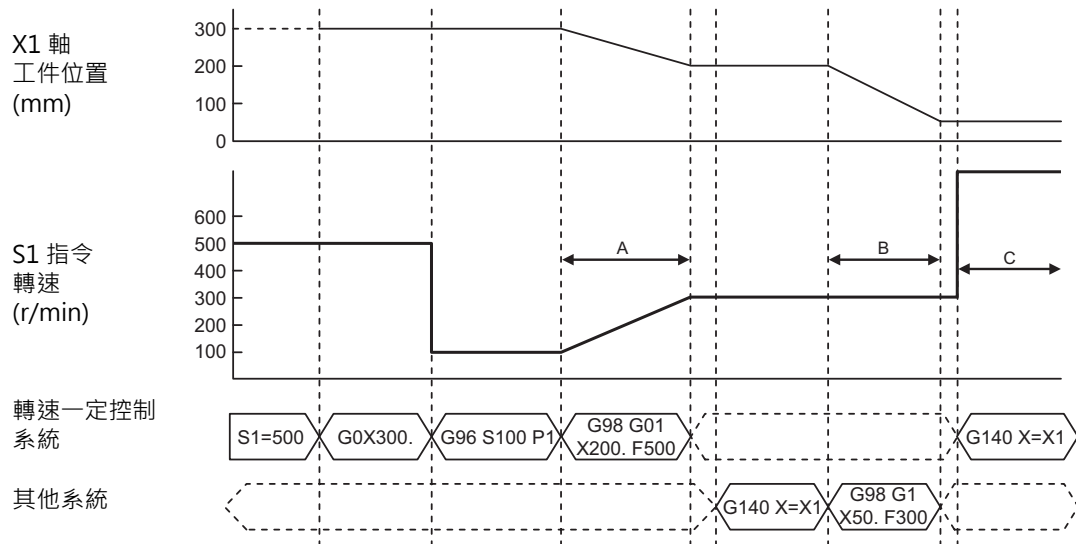 X1 軸
工件位置
(mm)
300
200
100
0
S1 指令
轉速
(r/min)
600
500
400
300
200
100
A
B
C
轉速一定控制
系統
S1=500
G0X300.
G96 S100 P1
G98 G01
X200. F500
G140 X=X1
其他系統
G140 X=X1
G98 G1
X50. F300